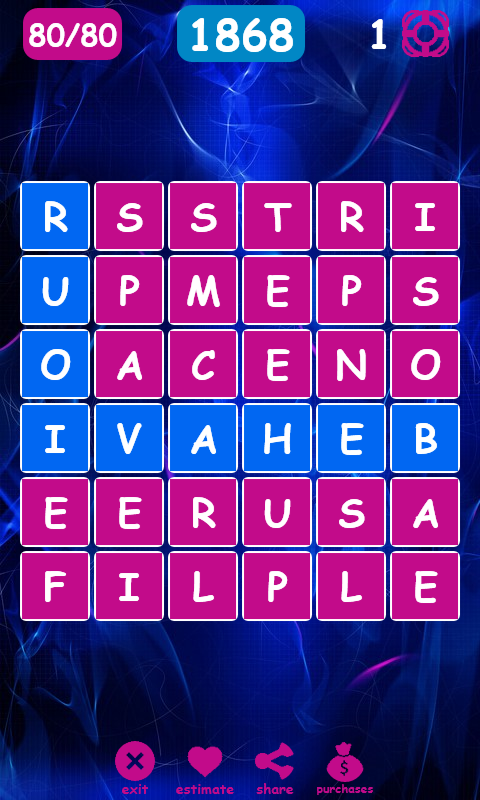 80/80 1868 1
R S S T R I
U P M E P S
O A C E N O
I V A H E B
E E R U S A
F I L P L E
$
exit estimate share purchases